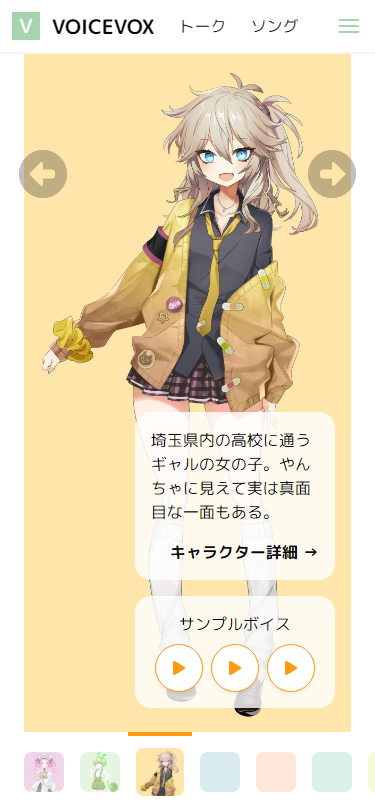 V VOICEVOX トーク ソング
埼玉県内の高校に通う
ギャルの女の子。やん
ちゃに見えて実は真面
目な一面もある。
キャラクター詳細 →
サンプルボイス